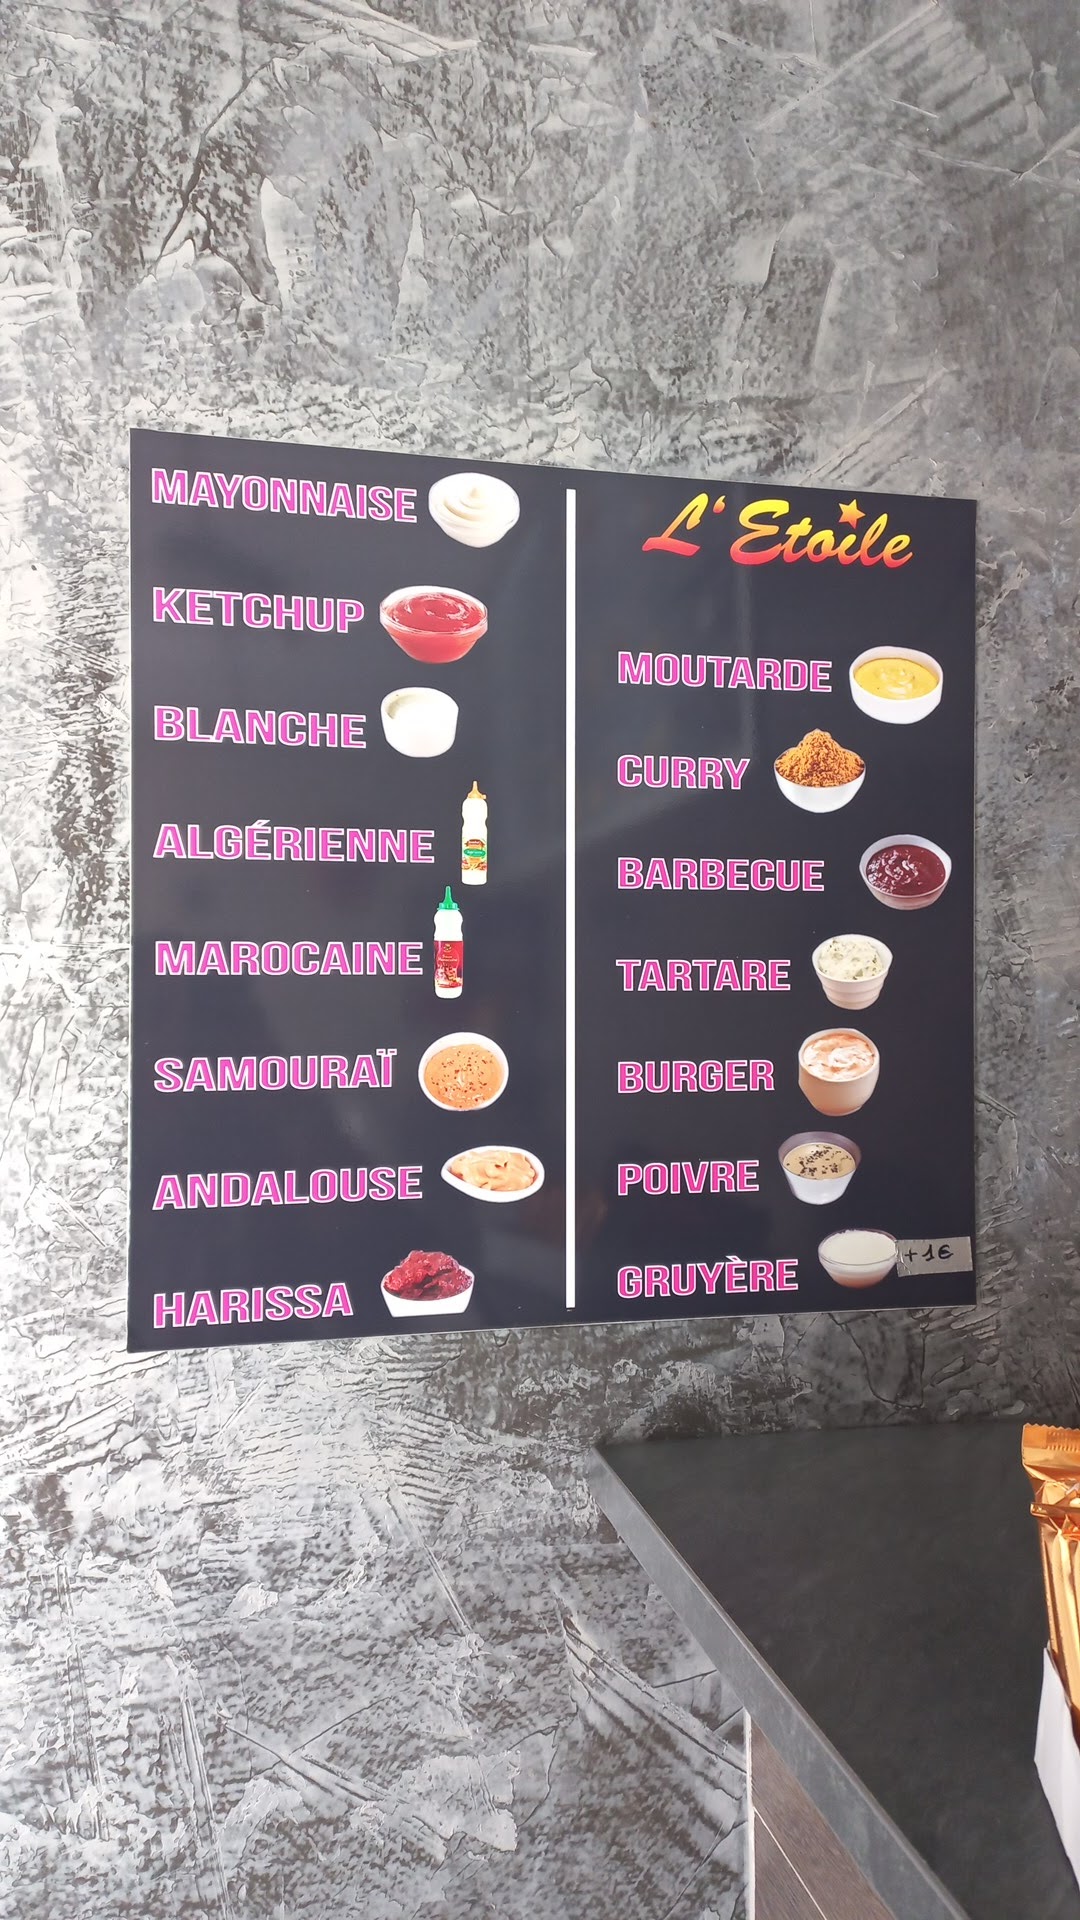 MAYONNAISE
KETCHUP
BLANCHE
ALGÉRIENNE
MAROCAINE
SAMOURAÏ
ANDALOUSE
HARISSA
L'Etoile
MOUTARDE
CURRY
BARBECUE
TARTARE
BURGER
POIVRE
GRUYÈRE +1€